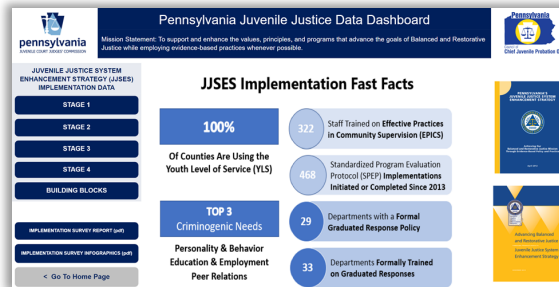 Pennsylvania Juvenile Justice Data Dashboard
pennsylvania
JUVENILE COURT JUDGES' COMMISSION
Mission Statement: To support and enhance the values, principles, and programs that advance the goals of Balanced and Restorative
Justice while employing evidence-based practices whenever possible.
Pennsylvania
Chief Juvenile Probation O
JUVENILE JUSTICE SYSTEM
ENHANCEMENT STRATEGY (JJSES)
IMPLEMENTATION DATA
STAGE 1
STAGE 2
STAGE 3
STAGE 4
BUILDING BLOCKS
IMPLEMENTATION SURVEY REPORT (pdf)
IMPLEMENTATION SURVEY INFOGRAPHICS (pdf)
< Go To Home Page
JJSES Implementation Fast Facts
100%
Of Counties Are Using the
Youth Level of Service (YLS)
TOP 3
Criminogenic Needs
Personality & Behavior
Education & Employment
Peer Relations
322
Staff Trained on Effective Practices
in Community Supervision (EPICS)
468
Standardized Program Evaluation
Protocol (SPEP) Implementations
Initiated or Completed Since 2013
29
Departments with a Formal
Graduated Response Policy
33
Departments Formally Trained
on Graduated Responses
PENNSYLVANIA'S
JUVENILE JUSTICE SYSTEM
ENHANCEMENT STRATEGY
Advancing Balanced
and Restorative Justice
Juvenile Justice System
Enhancement Strategy